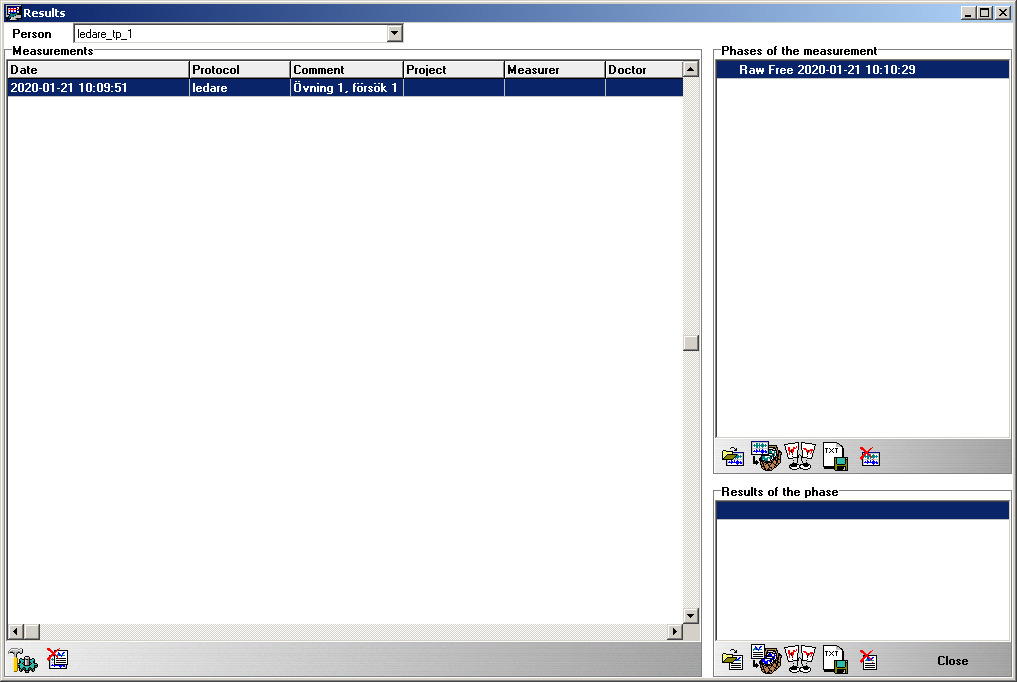 Results
Person ledare_tp_1
Measurements
Date Protocol Comment Project Measurer Doctor
2020-01-21 10:09:51 ledare Övning 1, försök 1
Phases of the measurement
Raw Free 2020-01-21 10:10:29
TXT
Results of the phase
TXT
Close